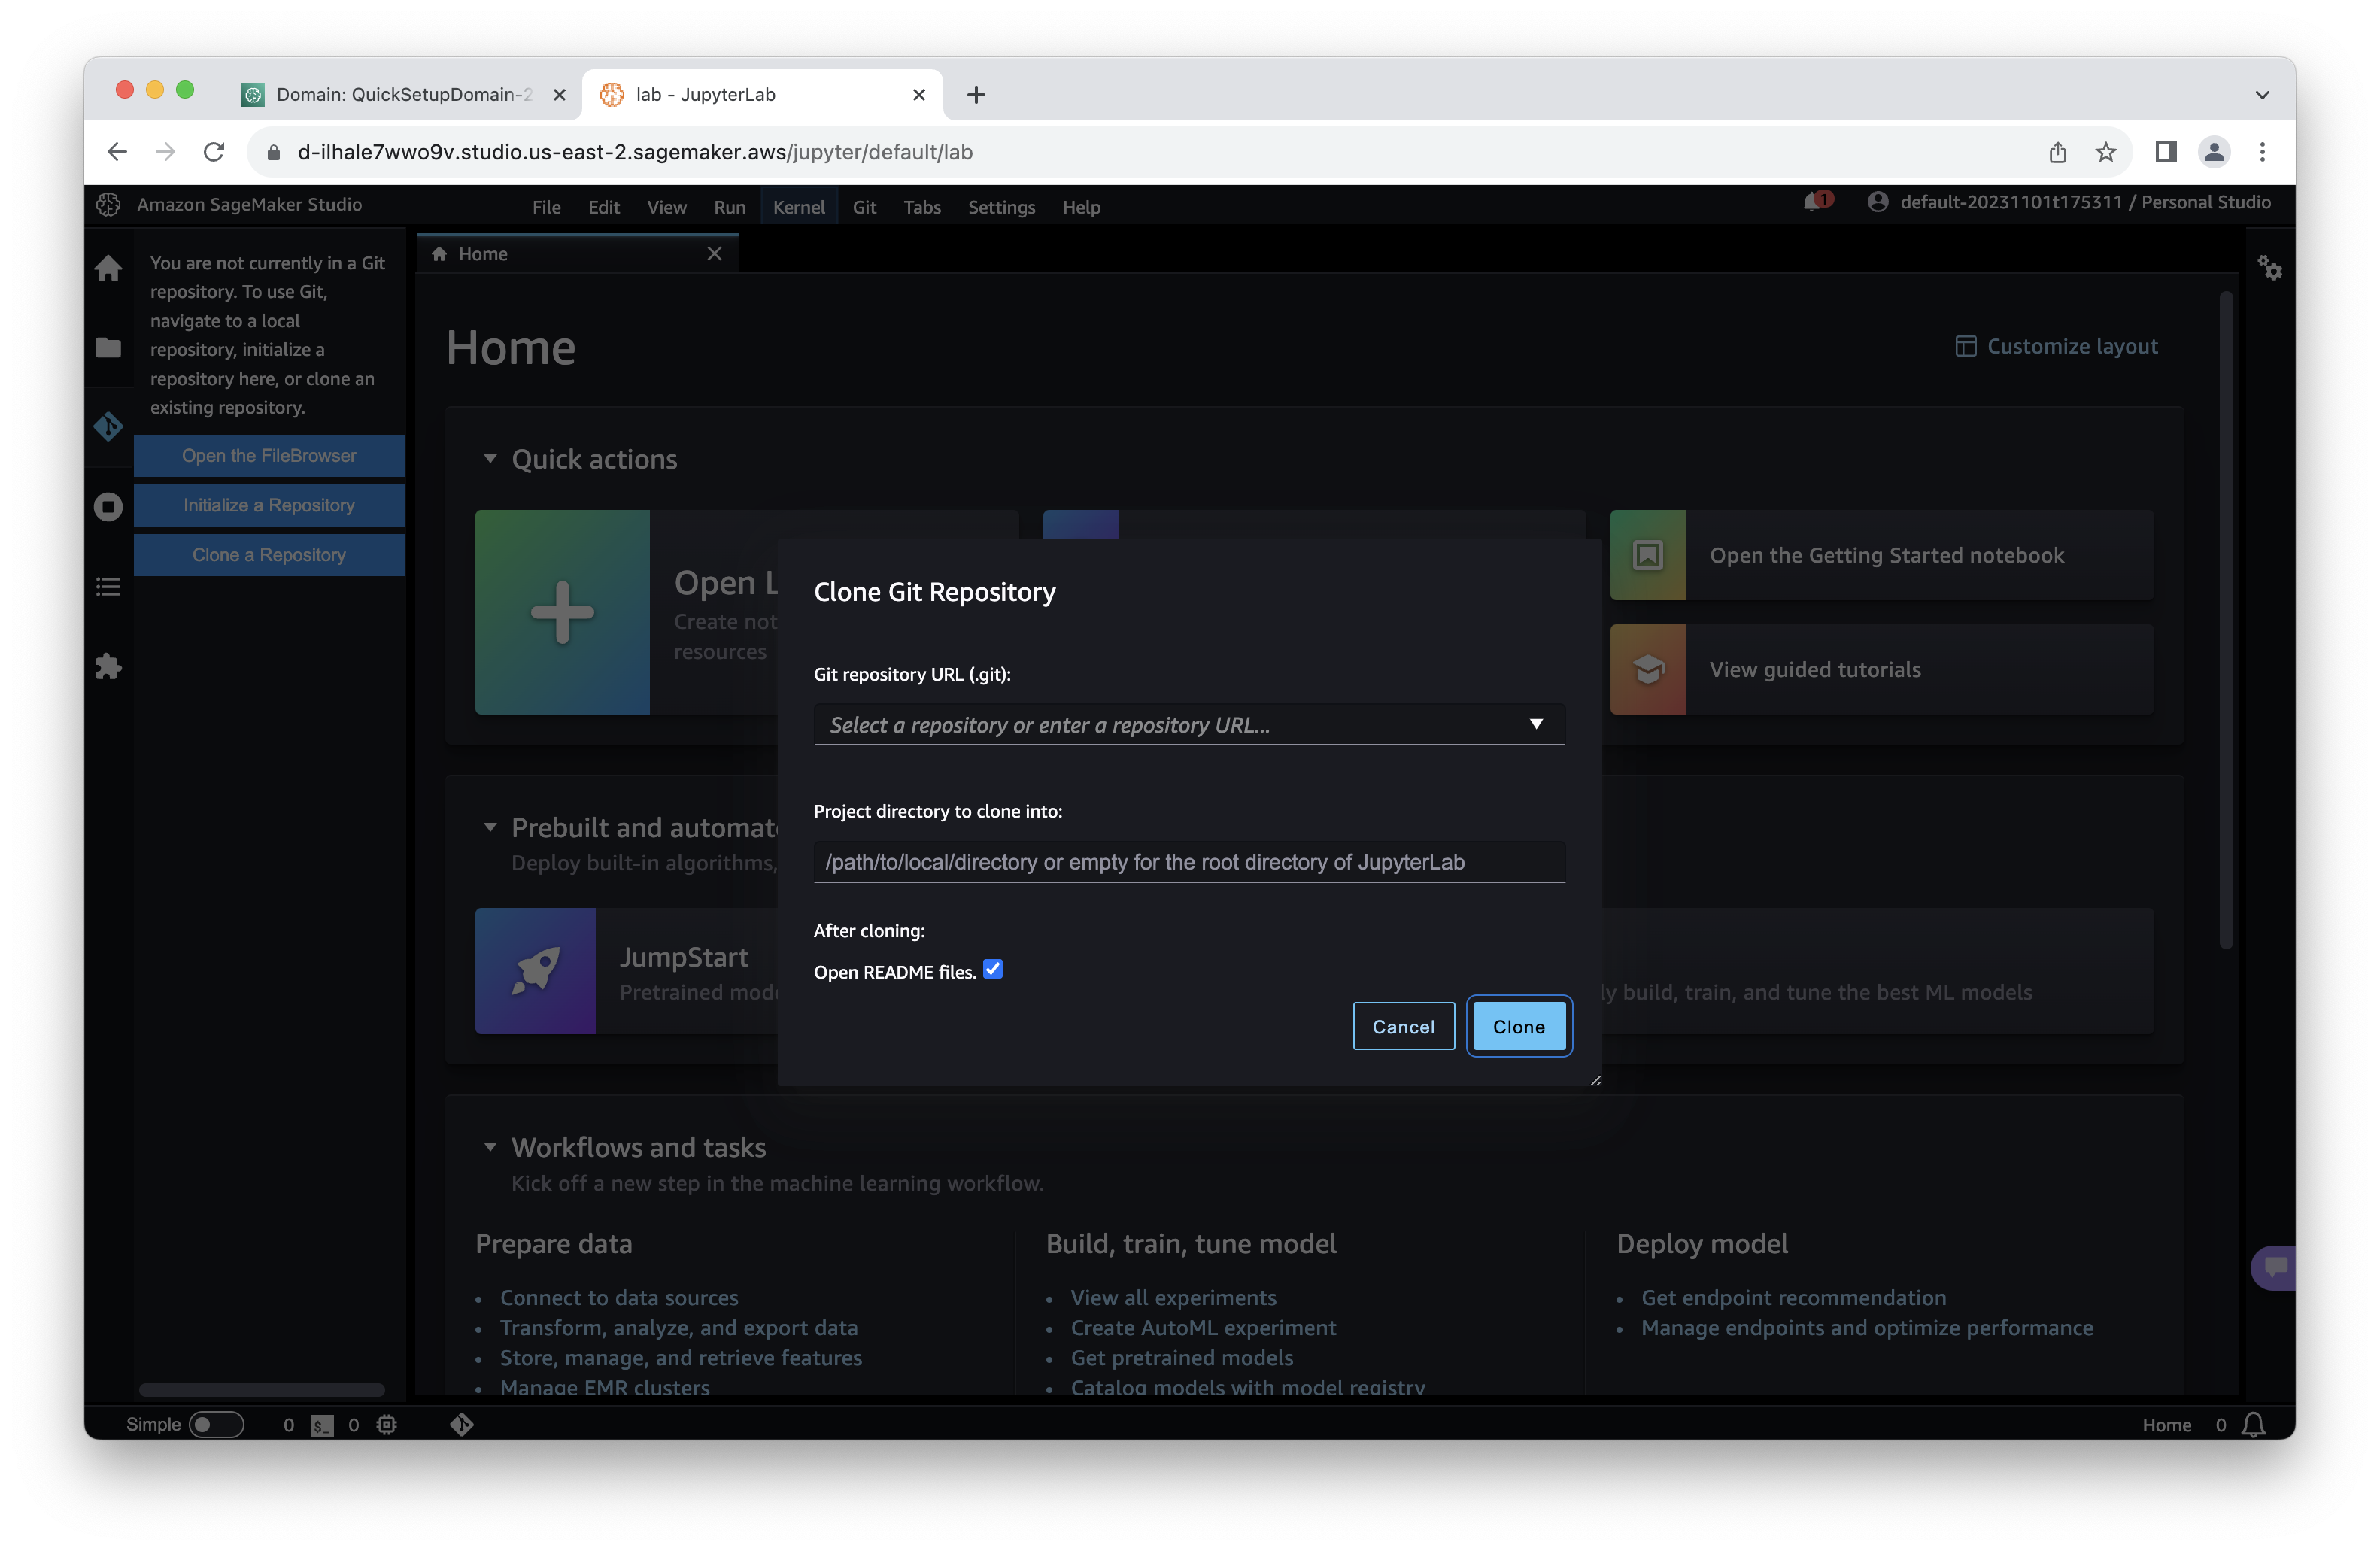 Domain: QuickSetupDomain-2
lab - JupyterLab
d-ilhale7wwo9v.studio.us-east-2.sagemaker.aws/jupyter/default/lab
Amazon SageMaker Studio
File Edit View Run Kernel Git Tabs Settings Help
1
default-20231101t175311 / Personal Studio
You are not currently in a Git
repository. To use Git,
navigate to a local
repository, initialize a
repository here, or clone an
existing repository.
Open the FileBrowser
Initialize a Repository
Clone a Repository
Home
Home
Customize layout
Quick actions
Open L
Create not
resources
Open the Getting Started notebook
View guided tutorials
Clone Git Repository
Git repository URL (.git):
Select a repository or enter a repository URL...
Project directory to clone into:
/path/to/local/directory or empty for the root directory of JupyterLab
After cloning:
Open README files.
Cancel
Clone
Prebuilt and automate
Deploy built-in algorithms,
JumpStart
Pretrained mode
ly build, train, and tune the best ML models
Workflows and tasks
Kick off a new step in the machine learning workflow.
Prepare data
Connect to data sources
Transform, analyze, and export data
Store, manage, and retrieve features
Manage EMR clusters
Build, train, tune model
View all experiments
Create AutoML experiment
Get pretrained models
Catalog models with model registry
Deploy model
Get endpoint recommendation
Manage endpoints and optimize performance
Simple
0 $_ 0
Home 0